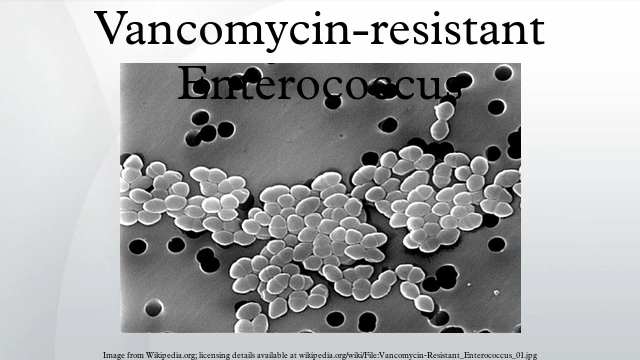 Vancomycin-resistant
Enterococcus
Image from Wikipedia.org; licensing details available at wikipedia.org/wiki/File:Vancomycin-Resistant_Enterococcus_01.jpg